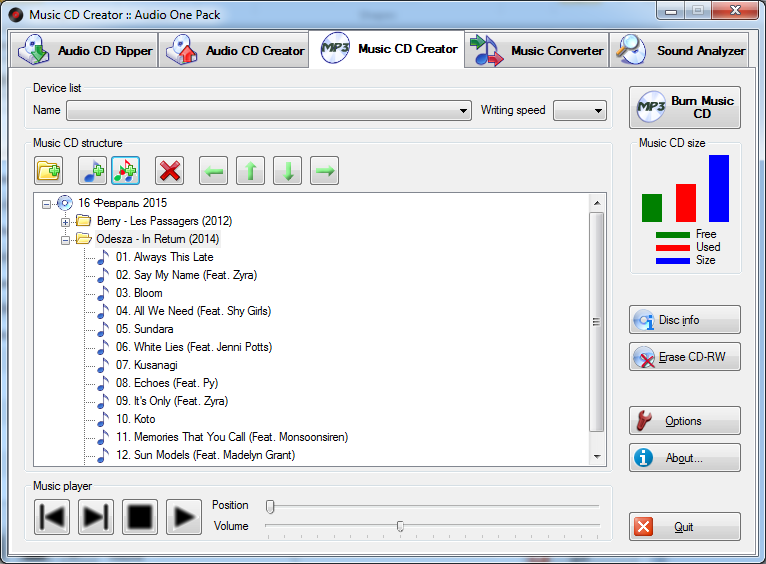 Music CD Creator :: Audio One Pack
Audio CD Ripper
Audio CD Creator
MP3
Music CD Creator
Music Converter
Sound Analyzer
Device list
Name
Writing speed
MP3
Burn Music CD
Music CD structure
Music CD size
Free
Used
Size
16 Февраль 2015
Berry - Les Passagers (2012)
Odesza - In Return (2014)
01. Always This Late
02. Say My Name (Feat. Zyra)
03. Bloom
04. All We Need (Feat. Shy Girls)
05. Sundara
06. White Lies (Feat. Jenni Potts)
07. Kusanagi
08. Echoes (Feat. Py)
09. It's Only (Feat. Zyra)
10. Koto
11. Memories That You Call (Feat. Monsoonsiren)
12. Sun Models (Feat. Madelyn Grant)
Disc info
Erase CD-RW
Options
About...
Music player
Position
Volume
Quit